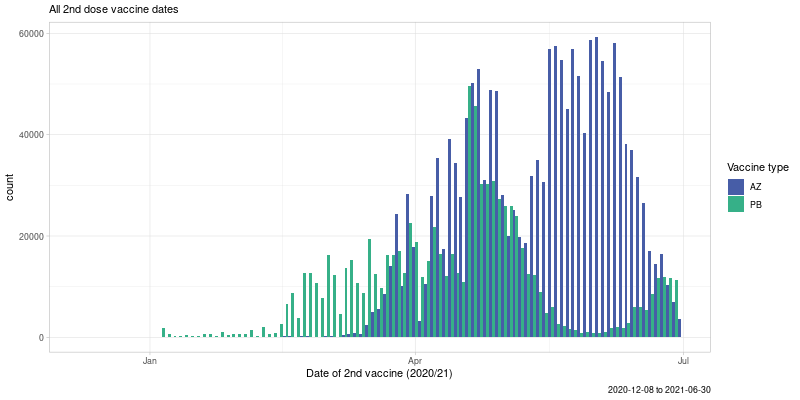 All 2nd dose vaccine dates
60000
40000
20000
0
count
Jan
Apr
Jul
Date of 2nd vaccine (2020/21)
Vaccine type
AZ
PB
2020-12-08 to 2021-06-30